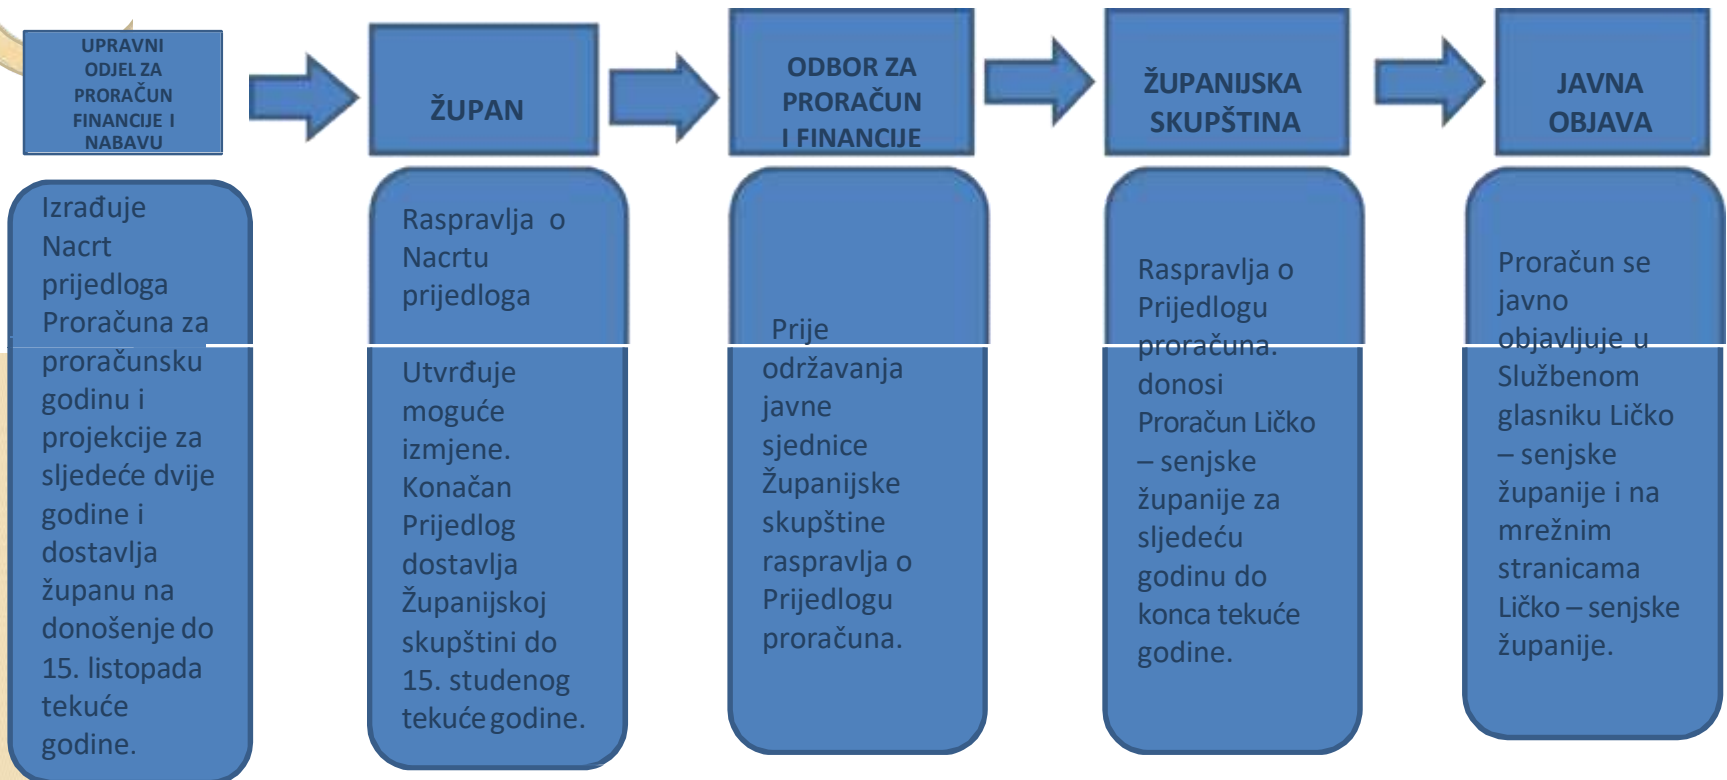 UPRAVNI
ODJEL ZA
PRORAČUN
FINANCIJE I
NABAVU
ŽUPAN
ODBOR ZA
PRORAČUN
I FINANCIJE
ŽUPANIJSKA
SKUPŠTINA
JAVNA
OBJAVA
Izrađuje
Nacrt
prijedloga
Proračuna za
proračunsku
godinu i
projekcije za
sljedeće dvije
godine i
dostavlja
županu na
donošenje do
15. listopada
tekuće
godine.
Raspravlja o
Nacrtu
prijedloga
Utvrđuje
moguće
izmjene.
Konačan
Prijedlog
dostavlja
Županijskoj
skupštini do
15. studenog
tekuće godine.
Prije
održavanja
javne
sjednice
Županijske
skupštine
raspravlja o
Prijedlogu
proračuna.
Raspravlja o
Prijedlogu
proračuna.
donosi
Proračun Ličko
– senjske
županije za
sljedeću
godinu do
konca tekuće
godine.
Proračun se
javno
objavljuje u
Službenom
glasniku Ličko
– senjske
županije i na
mrežnim
stranicama
Ličko – senjske
županije.